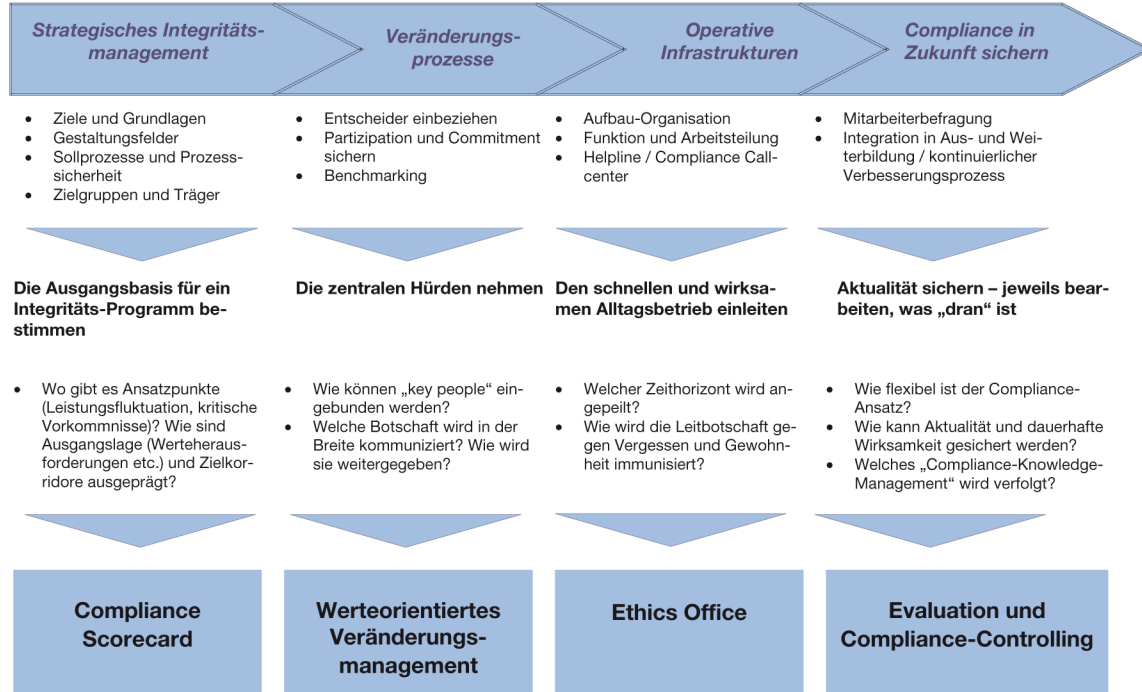 Strategisches Integritäts-
management
Veränderungs-
prozesse
Operative
Infrastrukturen
Compliance in
Zukunft sichern
• Ziele und Grundlagen
• Gestaltungsfelder
• Sollprozesse und Prozess-
sicherheit
• Zielgruppen und Träger
• Entscheider einbeziehen
• Partizipation und Commitment
sichern
• Benchmarking
• Aufbau-Organisation
• Funktion und Arbeitsteilung
• Helpline / Compliance Call-
center
• Mitarbeiterbefragung
• Integration in Aus- und Wei-
terbildung / kontinuierlicher
Verbesserungsprozess
Die Ausgangsbasis für ein
Integritäts-Programm be-
stimmen
Die zentralen Hürden nehmen
Den schnellen und wirksa-
men Alltagsbetrieb einleiten
Aktualität sichern – jeweils bear-
beiten, was „dran“ ist
• Wo gibt es Ansatzpunkte
(Leistungsfluktuation, kritische
Vorkommnisse)? Wie sind
Ausgangslage (Werteheraus-
forderungen etc.) und Zielkor-
ridore ausgeprägt?
• Wie können „key people“ ein-
gebunden werden?
• Welche Botschaft wird in der
Breite kommuniziert? Wie wird
sie weitergegeben?
• Welcher Zeithorizont wird an-
gepeilt?
• Wie wird die Leitbotschaft ge-
gen Vergessen und Gewohn-
heit immunisiert?
• Wie flexibel ist der Compliance-
Ansatz?
• Wie kann Aktualität und dauerhafte
Wirksamkeit gesichert werden?
• Welches „Compliance-Knowledge-
Management“ wird verfolgt?
Compliance
Scorecard
Werteorientiertes
Veränderungs-
management
Ethics Office
Evaluation und
Compliance-Controlling